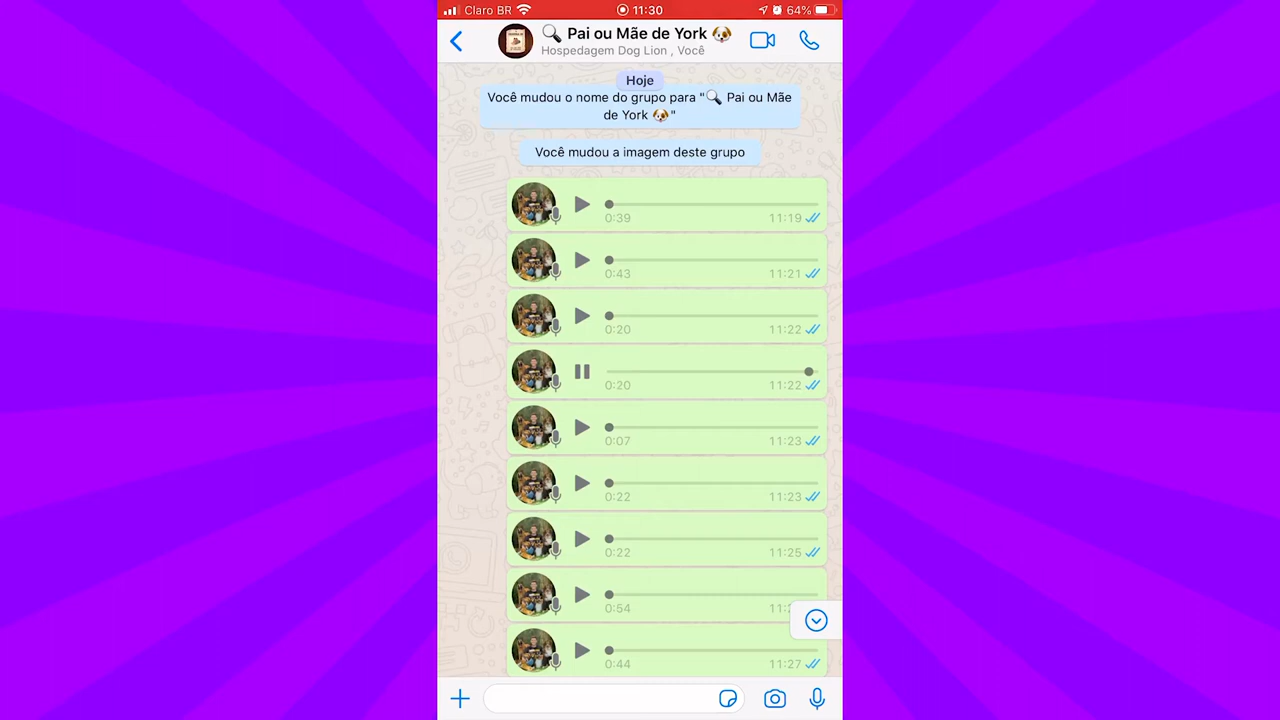 Claro BR 11:30 64%
🔍 Pai ou Mãe de York 🐶
Hospedagem Dog Lion , Você
Hoje
Você mudou o nome do grupo para "🔍 Pai ou Mãe
de York 🐶"
Você mudou a imagem deste grupo
0:39 11:19
0:43 11:21
0:20 11:22
0:20 11:22
0:07 11:23
0:22 11:23
0:22 11:25
0:54
0:44 11:27